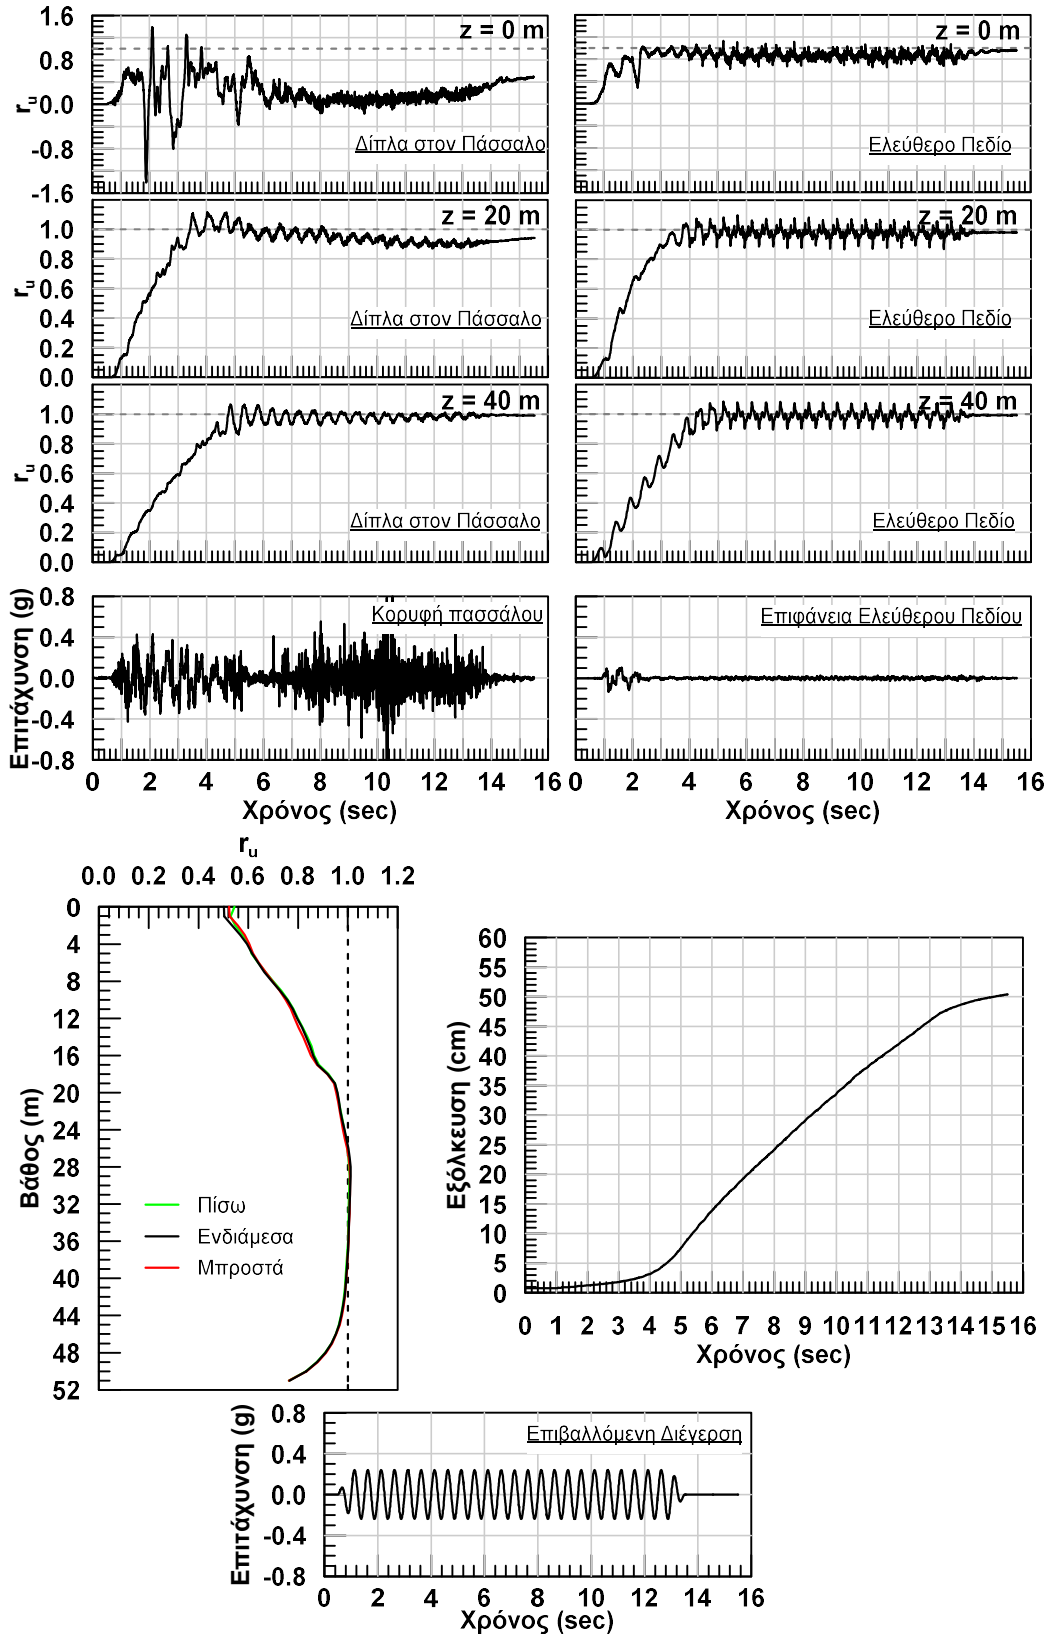 1.6
0.8
0.0
-0.8
-1.6
r_u
z = 0 m
Δίπλα στον Πάσσαλο
z = 0 m
Ελεύθερο Πεδίο
1.2
1.0
0.8
0.6
0.4
0.2
0.0
r_u
z = 20 m
Δίπλα στον Πάσσαλο
z = 20 m
Ελεύθερο Πεδίο
1.2
1.0
0.8
0.6
0.4
0.2
0.0
r_u
z = 40 m
Δίπλα στον Πάσσαλο
z = 40 m
Ελεύθερο Πεδίο
0.8
0.4
0.0
-0.4
-0.8
Επιτάχυνση (g)
Κορυφή πασσάλου
Επιφάνεια Ελεύθερου Πεδίου
0 2 4 6 8 10 12 14 16
Χρόνος (sec)
0 2 4 6 8 10 12 14 16
Χρόνος (sec)
r_u
0.0 0.2 0.4 0.6 0.8 1.0 1.2
0
4
8
12
16
20
24
28
32
36
40
44
48
52
Βάθος (m)
Πίσω
Ενδιάμεσα
Μπροστά
60
55
50
45
40
35
30
25
20
15
10
5
0
Εξόλκευση (cm)
0 1 2 3 4 5 6 7 8 9 10 11 12 13 14 15 16
Χρόνος (sec)
0.8
0.4
0.0
-0.4
-0.8
Επιτάχυνση (g)
Επιβαλλόμενη Διέγερση
0 2 4 6 8 10 12 14 16
Χρόνος (sec)